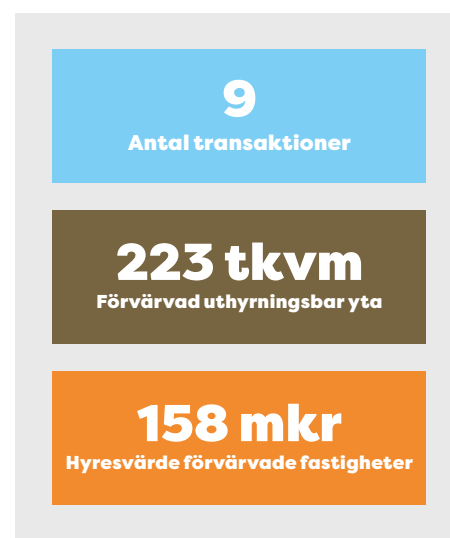 9
Antal transaktioner
223 tkvm
Förvärvad uthyrningsbar yta
158 mkr
Hyresvärde förvärvade fastigheter